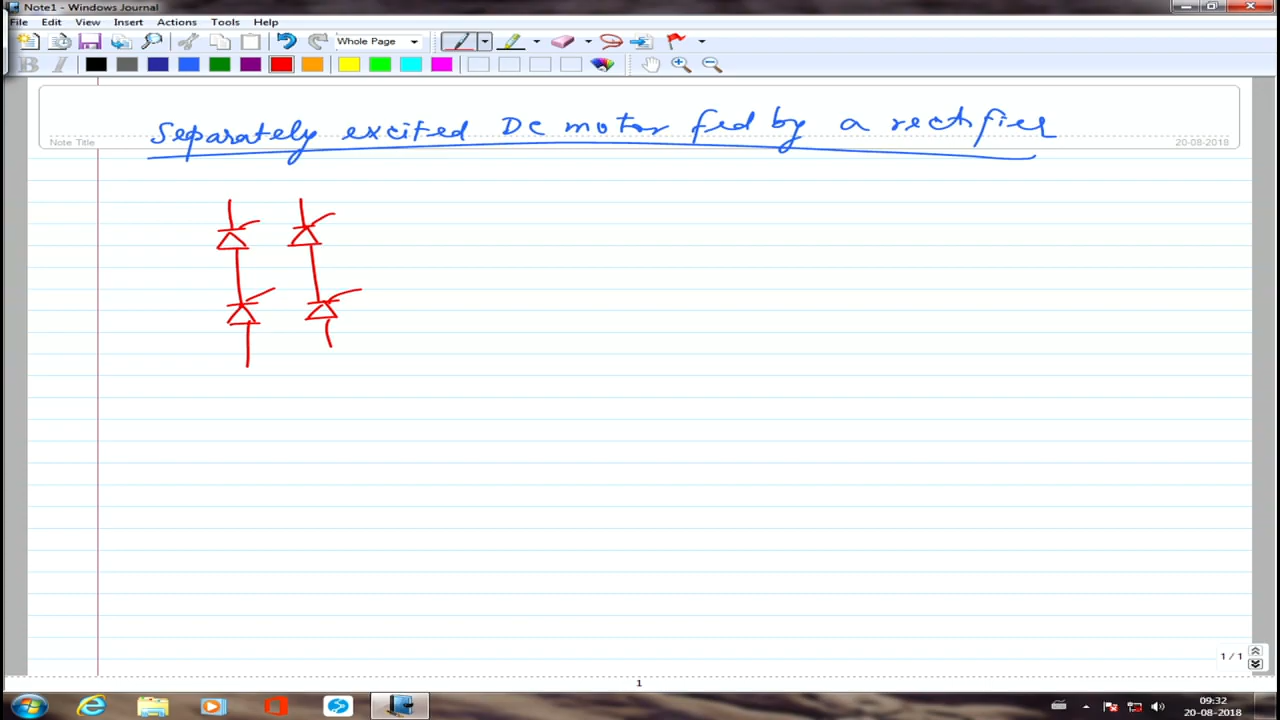 Note1 - Windows Journal
File Edit View Insert Actions Tools Help
Whole Page
B I
Separately excited DC motor fed by a rectifier
Note Title
20-08-2018
1 / 1
1
09:32
20-08-2018